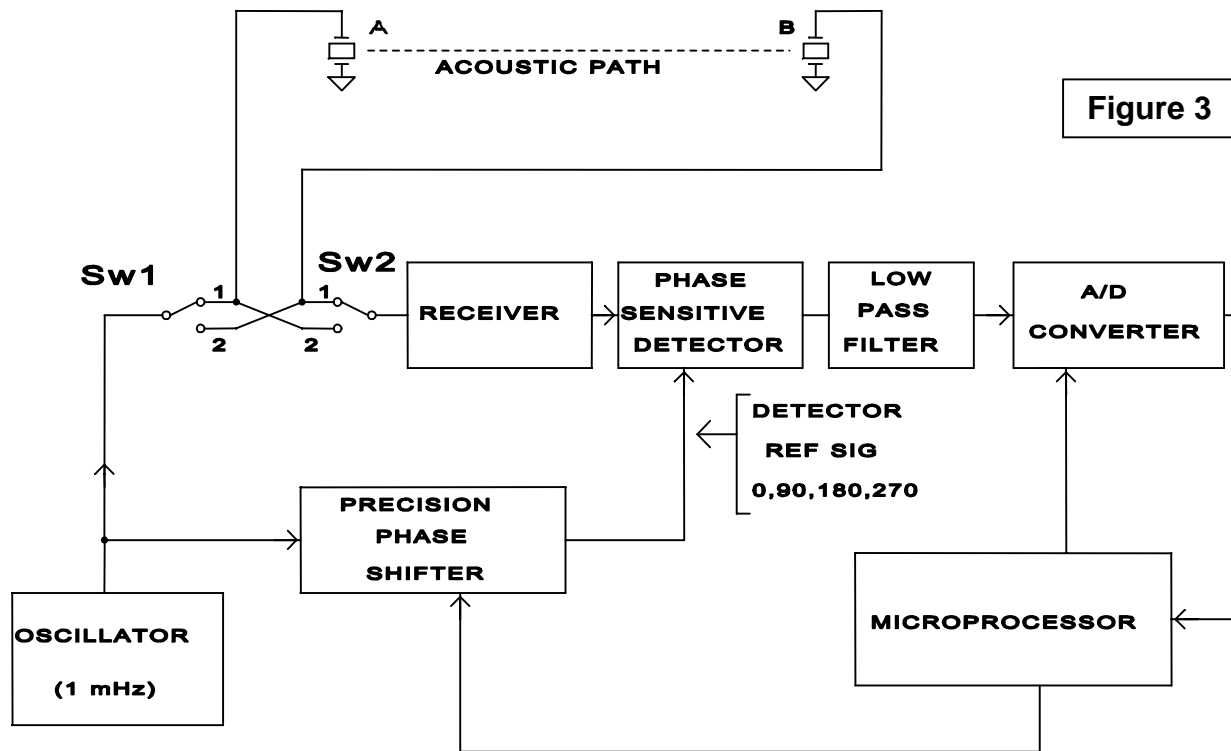 A
B
ACOUSTIC PATH
Figure 3
Sw1
Sw2
1
1
2
2
RECEIVER
PHASE
SENSITIVE
DETECTOR
LOW
PASS
FILTER
A/D
CONVERTER
DETECTOR
REF SIG
0,90,180,270
PRECISION
PHASE
SHIFTER
OSCILLATOR
(1 mHz)
MICROPROCESSOR